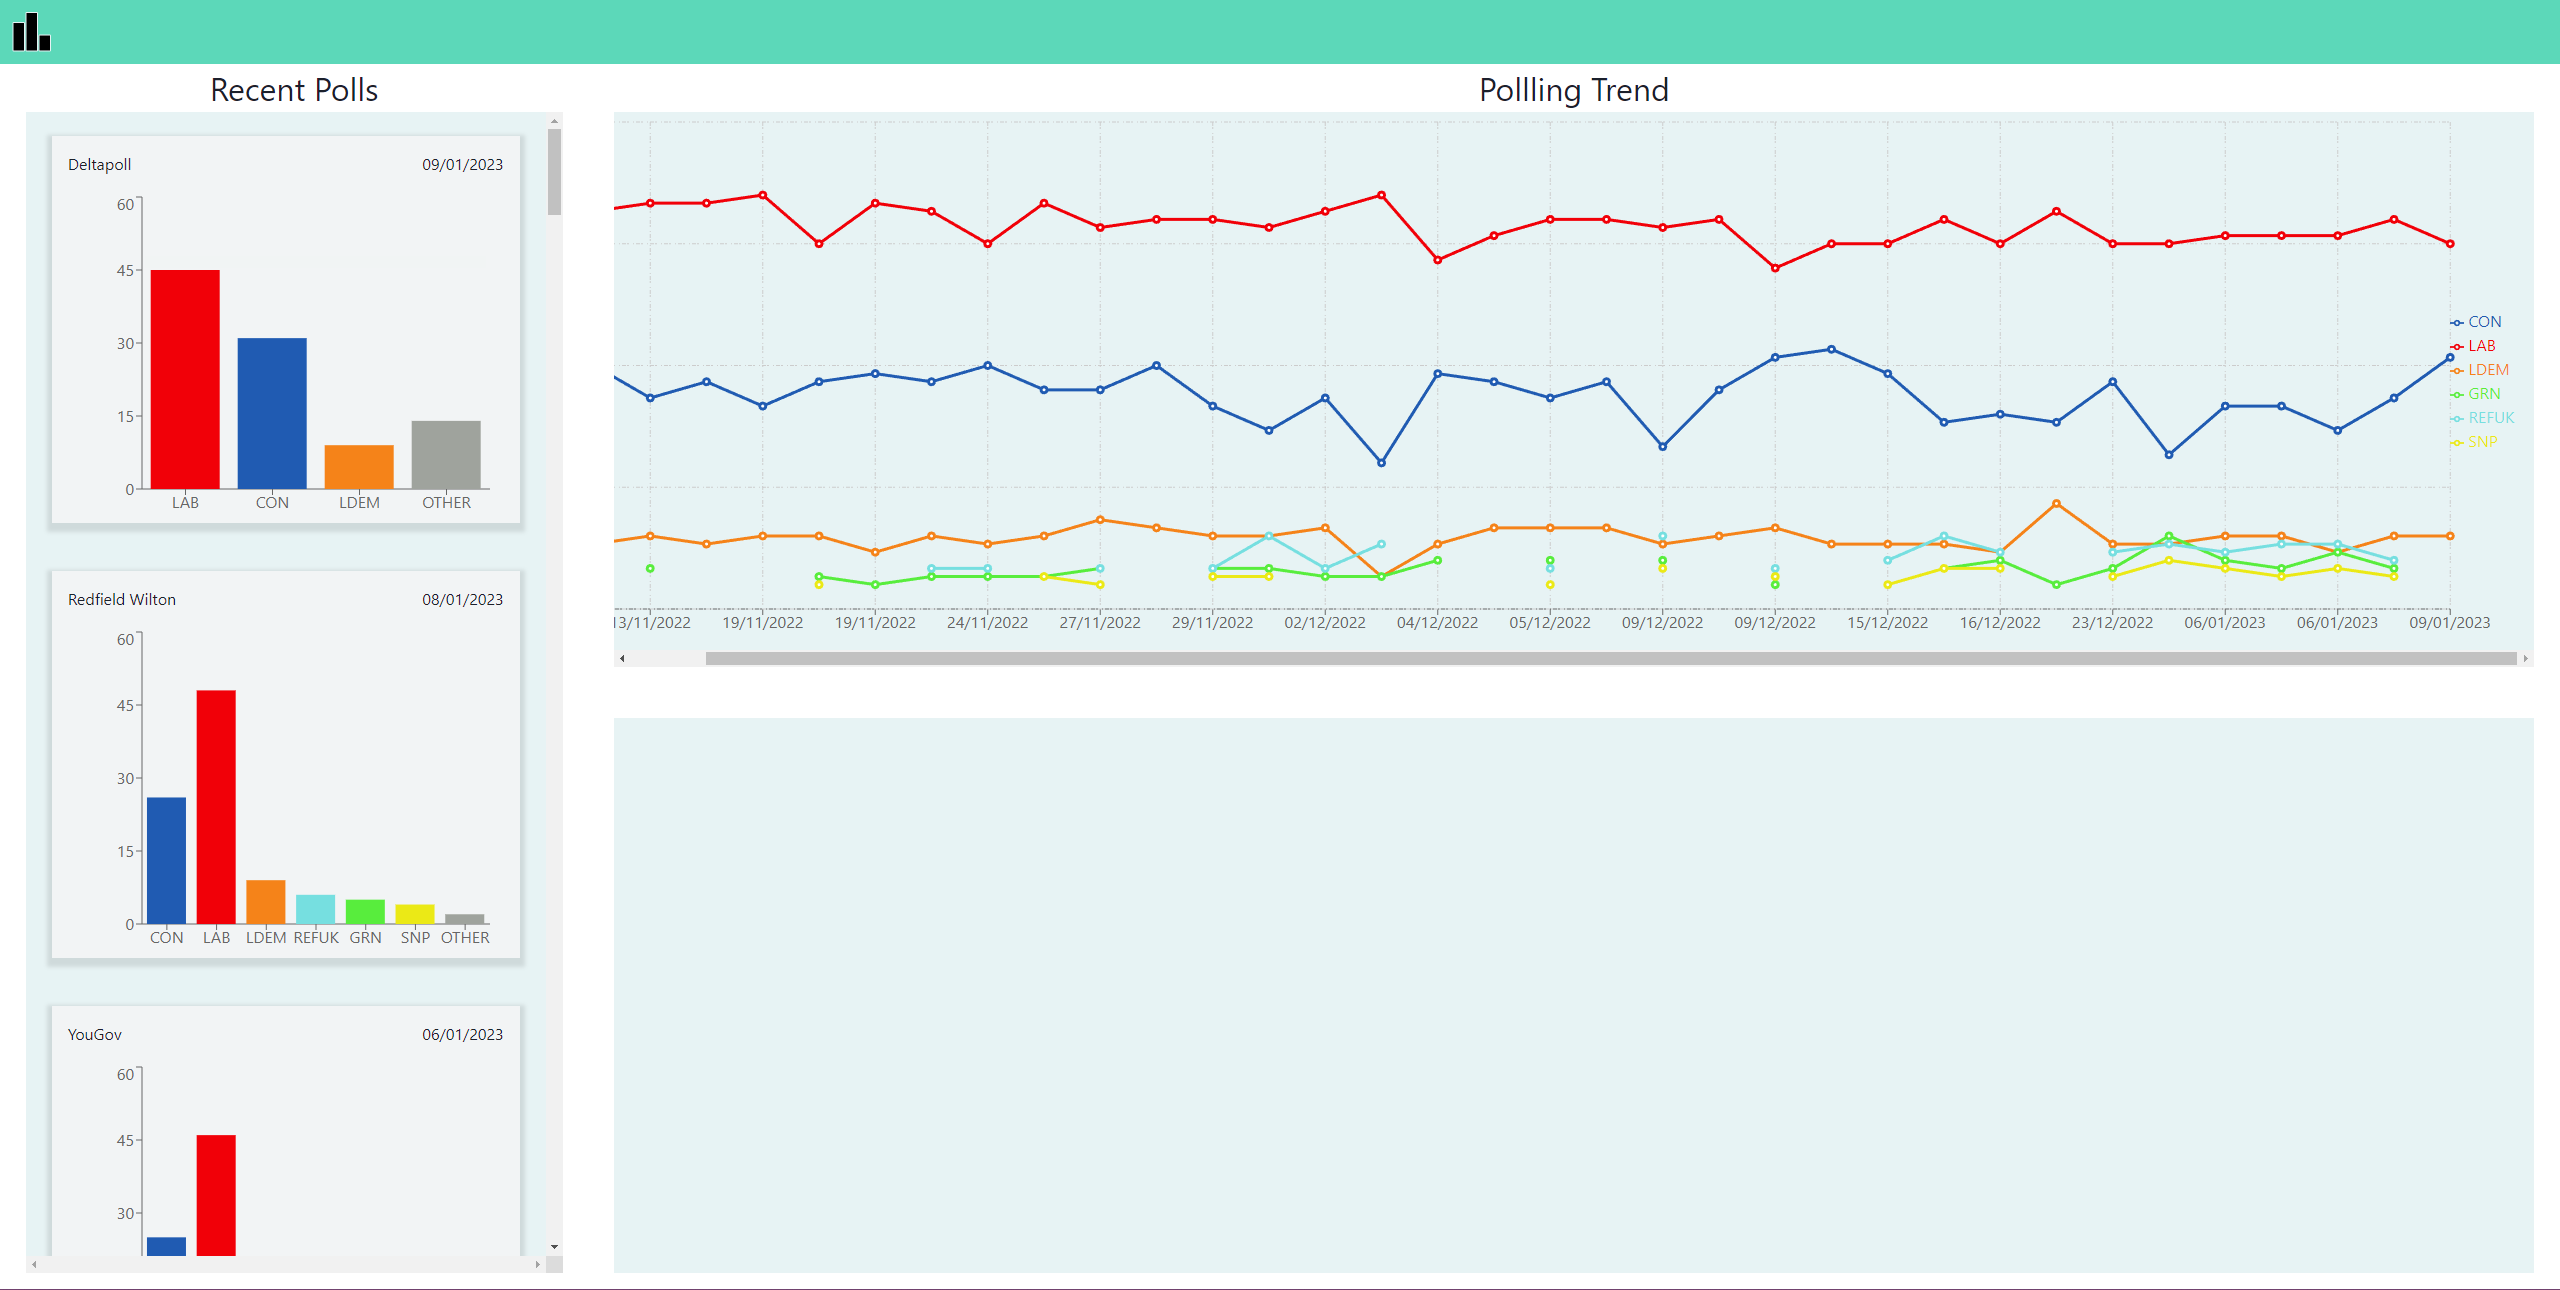 Recent Polls
Deltapoll 09/01/2023
60
45
30
15
0
LAB CON LDEM OTHER
Redfield Wilton 08/01/2023
60
45
30
15
0
CON LAB LDEM REFUK GRN SNP OTHER
YouGov 06/01/2023
60
45
30
Pollling Trend
CON
LAB
LDEM
GRN
REFUK
SNP
13/11/2022 19/11/2022 19/11/2022 24/11/2022 27/11/2022 29/11/2022 02/12/2022 04/12/2022 05/12/2022 09/12/2022 09/12/2022 15/12/2022 16/12/2022 23/12/2022 06/01/2023 06/01/2023 09/01/2023